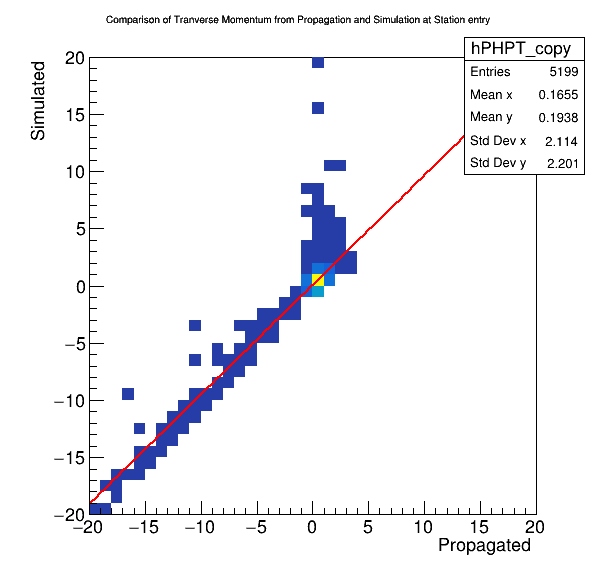 Comparison of Tranverse Momentum from Propagation and Simulation at Station entry
hPHPT_copy
Entries 5199
Mean x 0.1655
Mean y 0.1938
Std Dev x 2.114
Std Dev y 2.201
Simulated
20
15
10
5
0
−5
−10
−15
−20
−20 −15 −10 −5 0 5 10 15 20
Propagated